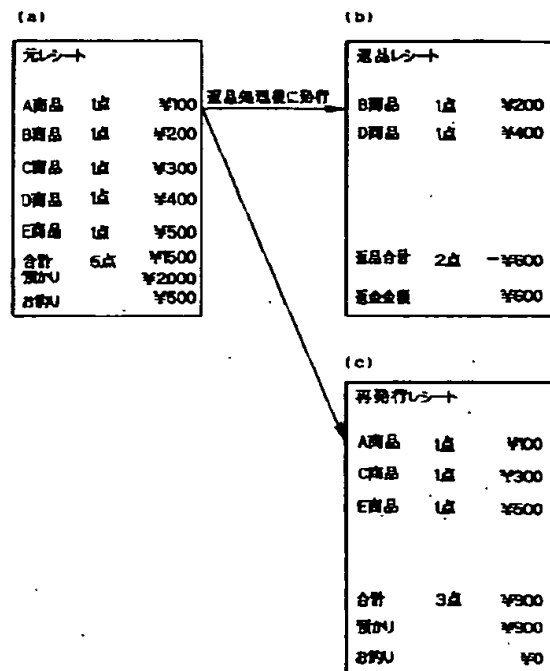 (a)
元レシート
A商品 1点 ¥100
B商品 1点 ¥200
C商品 1点 ¥300
D商品 1点 ¥400
E商品 1点 ¥500
合計 5点 ¥1500
預かり ¥2000
お釣り ¥500
返品処理後に発行
(b)
返品レシート
B商品 1点 ¥200
D商品 1点 ¥400
返品合計 2点 -¥600
返金金額 ¥600
(c)
再発行レシート
A商品 1点 ¥100
C商品 1点 ¥300
E商品 1点 ¥500
合計 3点 ¥900
預かり ¥900
お釣り ¥0